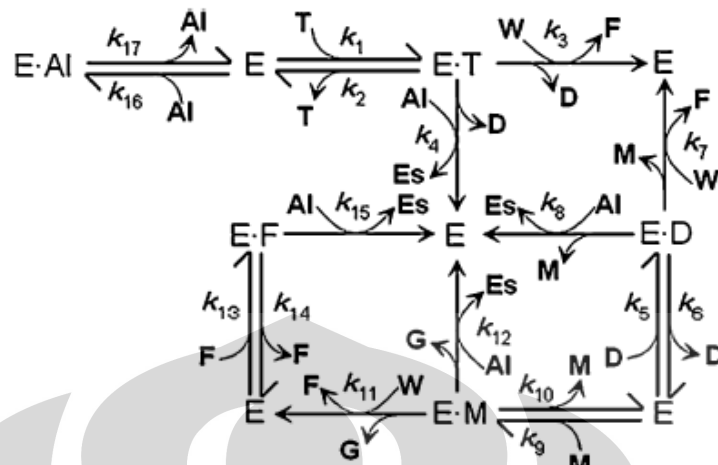 Al T W k3 F
k17 k1
E·Al E E·T E
k16 k2 D F
Al T Al D k7
k4 M
Es W
Al k15 Es Es k8 Al
E·F E E·D
M
k13 k14 Es k5 k6
k12
F F G Al M D D
F k11 W k10
E E·M E
G k9
M